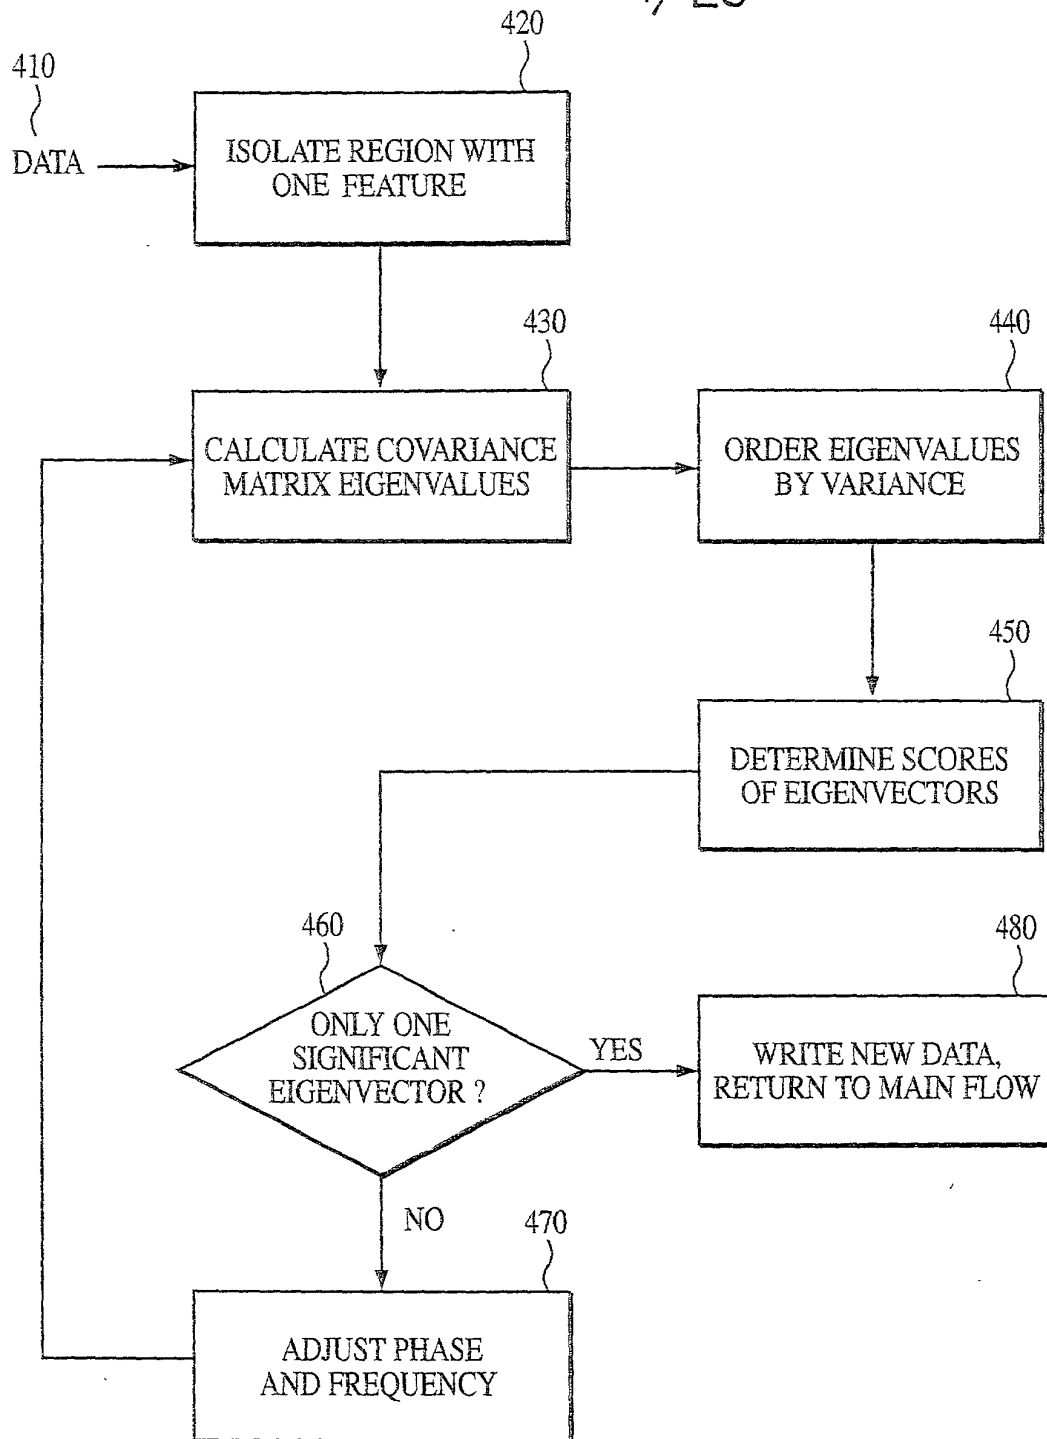 420
410
DATA
ISOLATE REGION WITH
ONE FEATURE
430
440
CALCULATE COVARIANCE
MATRIX EIGENVALUES
ORDER EIGENVALUES
BY VARIANCE
450
DETERMINE SCORES
OF EIGENVECTORS
460
480
ONLY ONE
SIGNIFICANT
EIGENVECTOR ?
YES
WRITE NEW DATA,
RETURN TO MAIN FLOW
NO
470
ADJUST PHASE
AND FREQUENCY